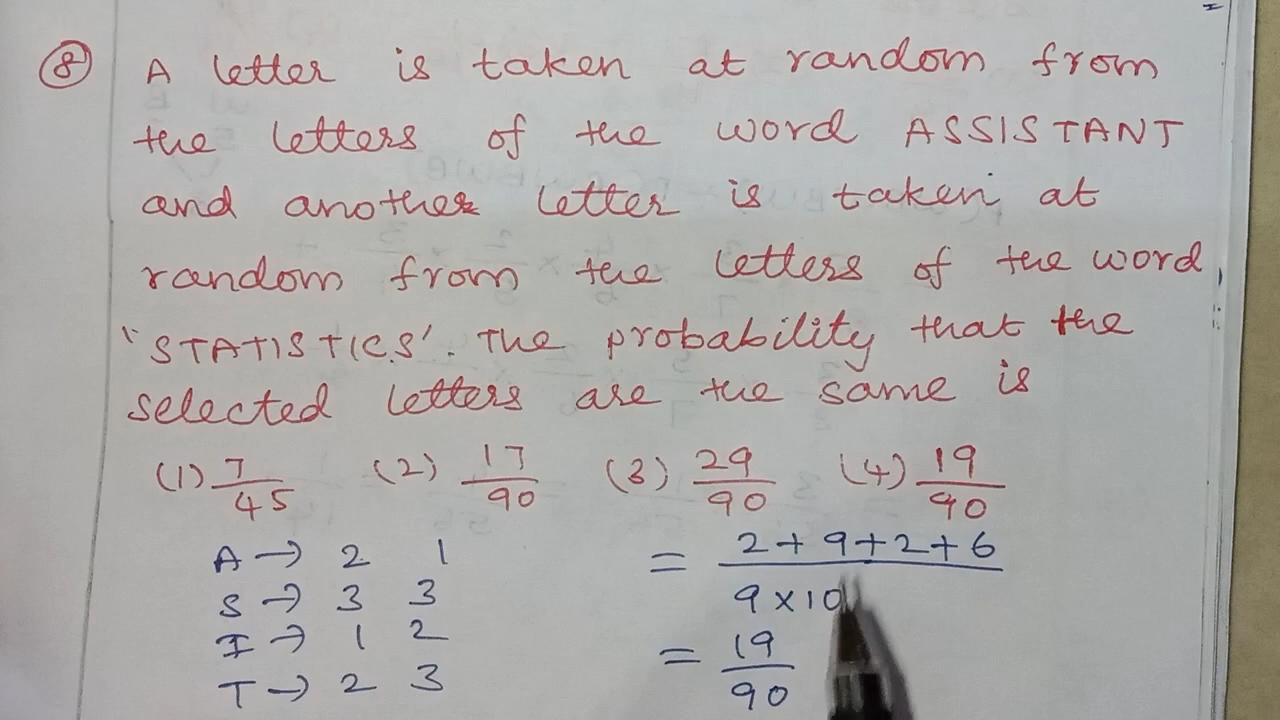 8 A letter is taken at random from
the letters of the word ASSISTANT
and another letter is taken at
random from the letters of the word
"STATISTICS'. The probability that the
selected letters are the same is
(1) 7/45 (2) 17/90 (3) 29/90 (4) 19/90
A → 2 1 = 2+9+2+6 / 9×10
S → 3 3
I → 1 2 = 19/90
T → 2 3